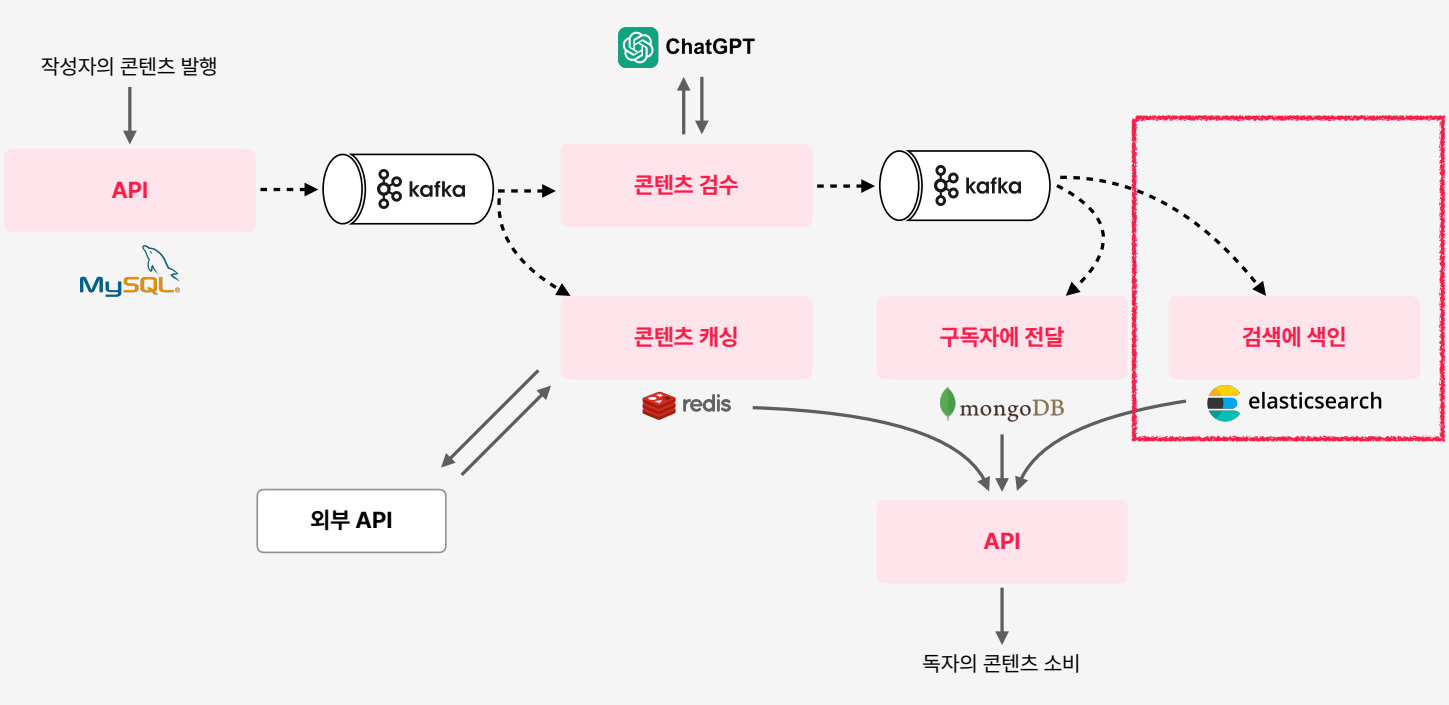 ChatGPT
작성자의 콘텐츠 발행
API
kafka
콘텐츠 검수
kafka
MySQL®
콘텐츠 캐싱
구독자에 전달
검색에 색인
redis
mongoDB
elasticsearch
외부 API
API
독자의 콘텐츠 소비